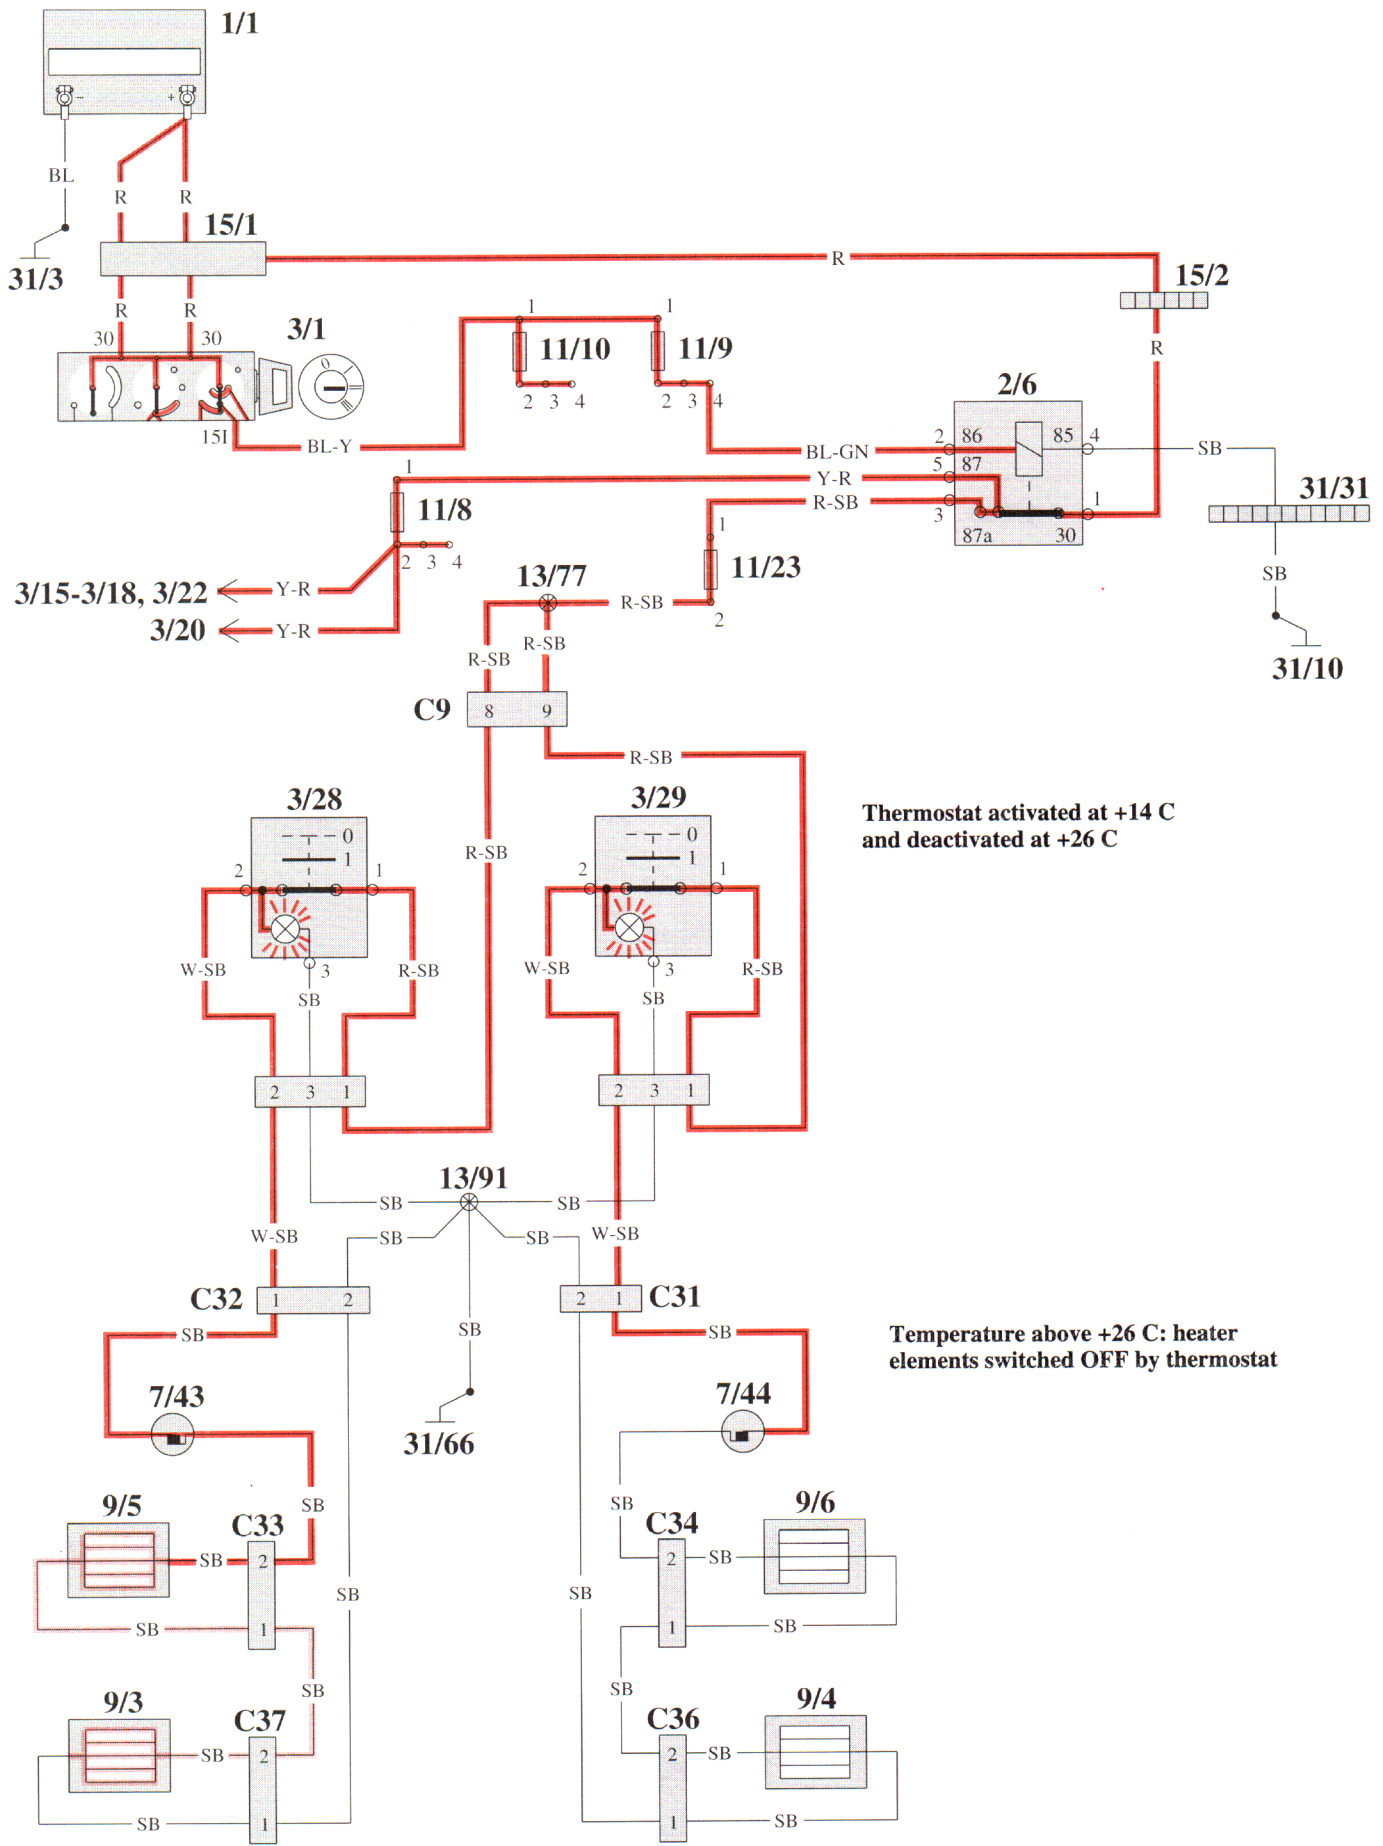 1/1
− +
BL
R R
15/1
31/3
R
15/2
R R
3/1
30 30
0
I
II
III
1 1
11/10 11/9
2 3 4 2 3 4
R
2/6
15I
BL-Y
BL-GN
2 86 85 4
SB
5 87
Y-R
1
11/8
R-SB
3 87a 30 1
31/31
1
11/23
2
2 3 4
SB
31/10
3/15-3/18, 3/22
Y-R
3/20
Y-R
13/77
R-SB
R-SB
R-SB
C9
8 9
R-SB
3/28
3/29
Thermostat activated at +14 C
and deactivated at +26 C
0
1
0
1
R-SB
2 1
2 1
W-SB
3
R-SB
W-SB
3
R-SB
SB
SB
2 3 1
2 3 1
13/91
SB SB
W-SB
SB SB
W-SB
C32
1 2
2 1
C31
SB
SB
SB
Temperature above +26 C: heater
elements switched OFF by thermostat
7/43
7/44
31/66
SB
SB
9/5
C33
2
SB
SB
1
C34
2
SB
9/6
1
SB
SB
SB
SB
SB
9/3
C37
2
SB
SB
1
C36
2
SB
9/4
1
SB